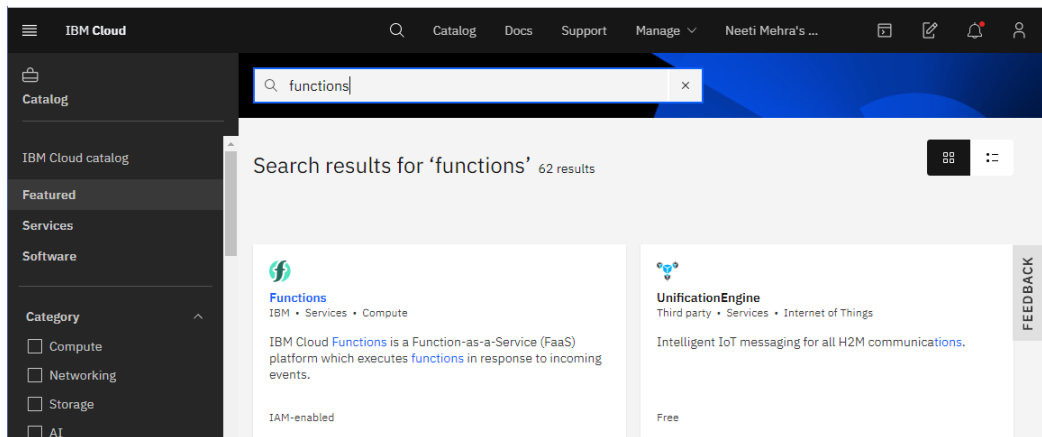 IBM Cloud
Catalog
Docs
Support
Manage
Neeti Mehra's ...
Catalog
IBM Cloud catalog
Featured
Services
Software
Category
Compute
Networking
Storage
AI
functions
Search results for ‘functions’ 62 results
Functions
IBM • Services • Compute
IBM Cloud Functions is a Function-as-a-Service (FaaS)
platform which executes functions in response to incoming
events.
IAM-enabled
UnificationEngine
Third party • Services • Internet of Things
Intelligent IoT messaging for all H2M communications.
Free
FEEDBACK